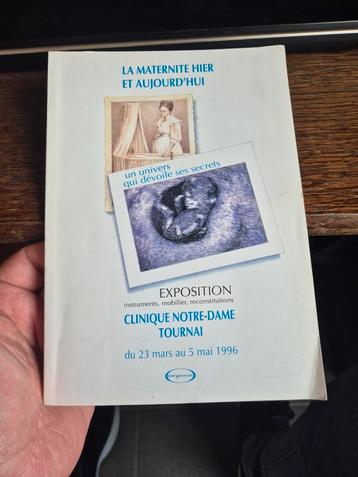 LA MATERNITE HIER
ET AUJOURD'HUI
un univers
qui dévoile ses secrets
EXPOSITION
instruments, mobilier, reconstitutions
CLINIQUE NOTRE-DAME
TOURNAI
du 23 mars au 5 mai 1996
Organon